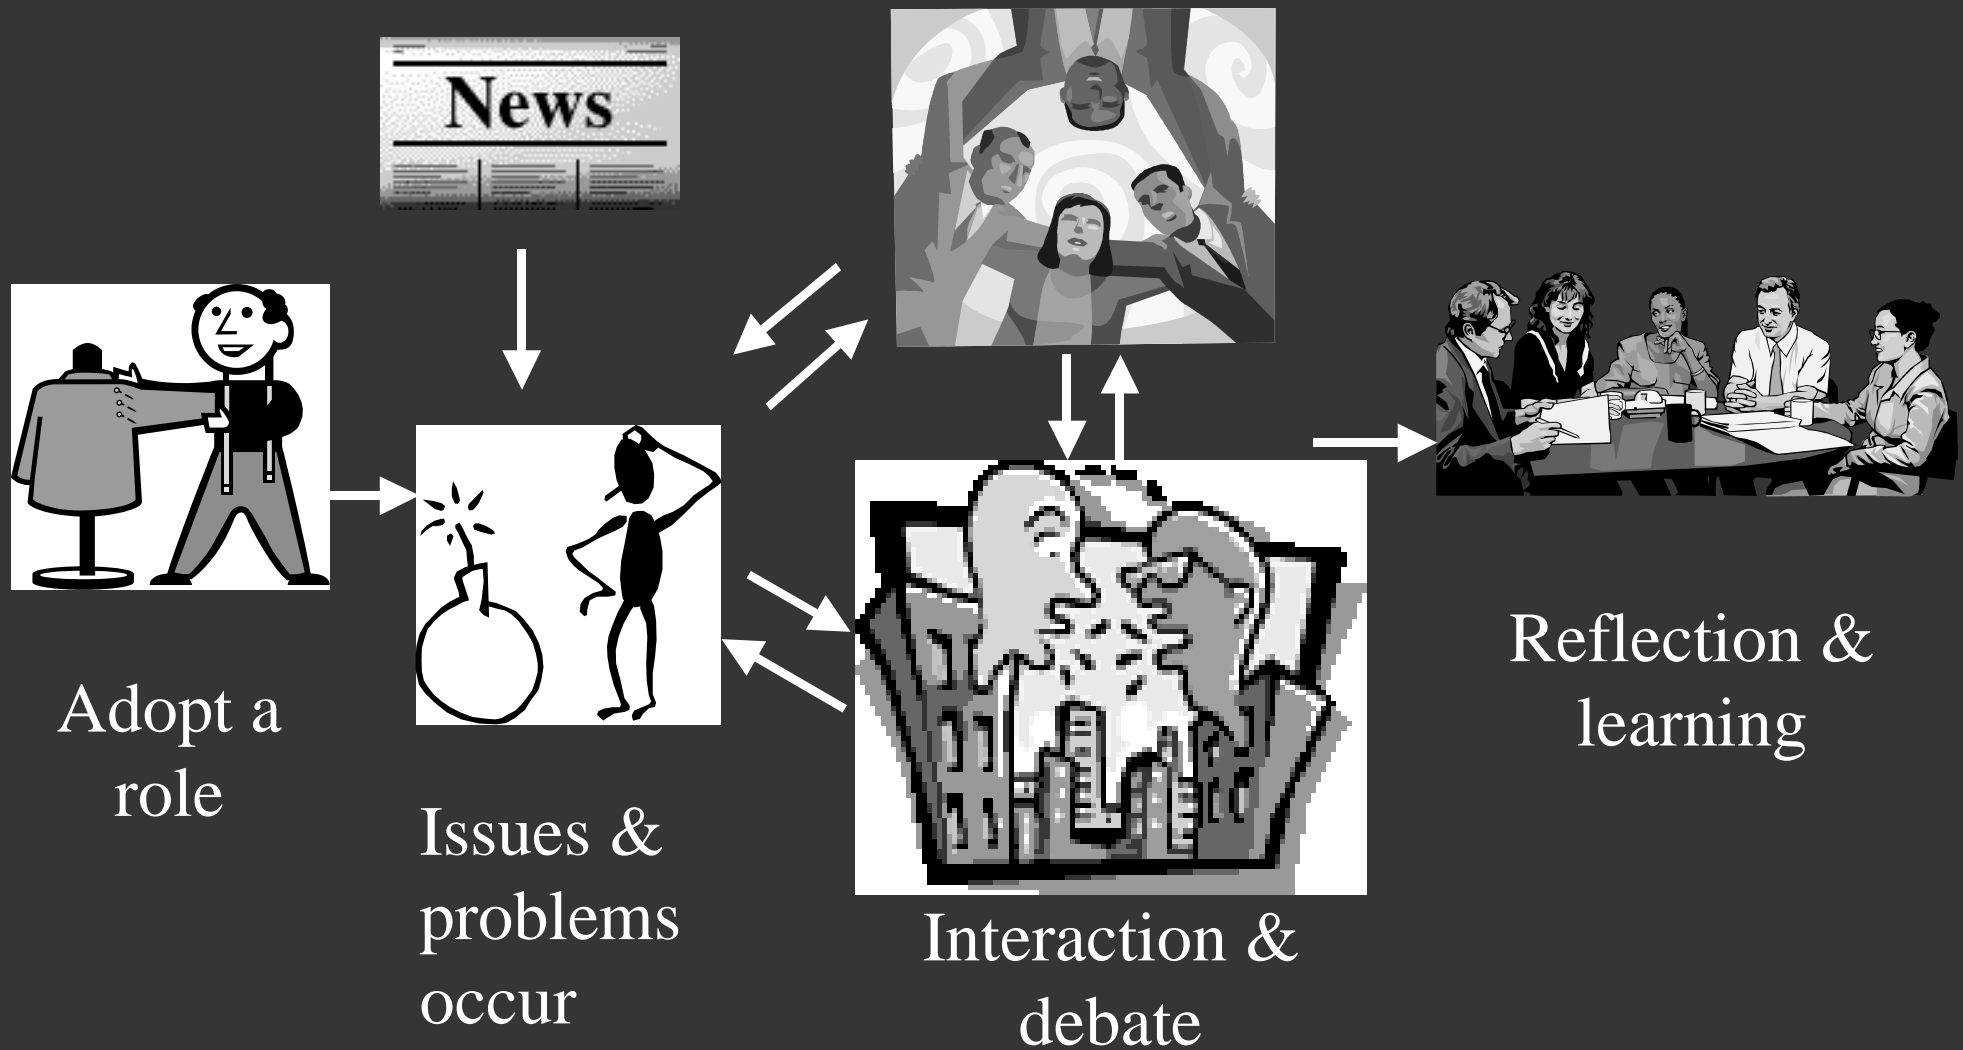 News
Adopt a
role
Issues &
problems
occur
Interaction &
debate
Reflection &
learning